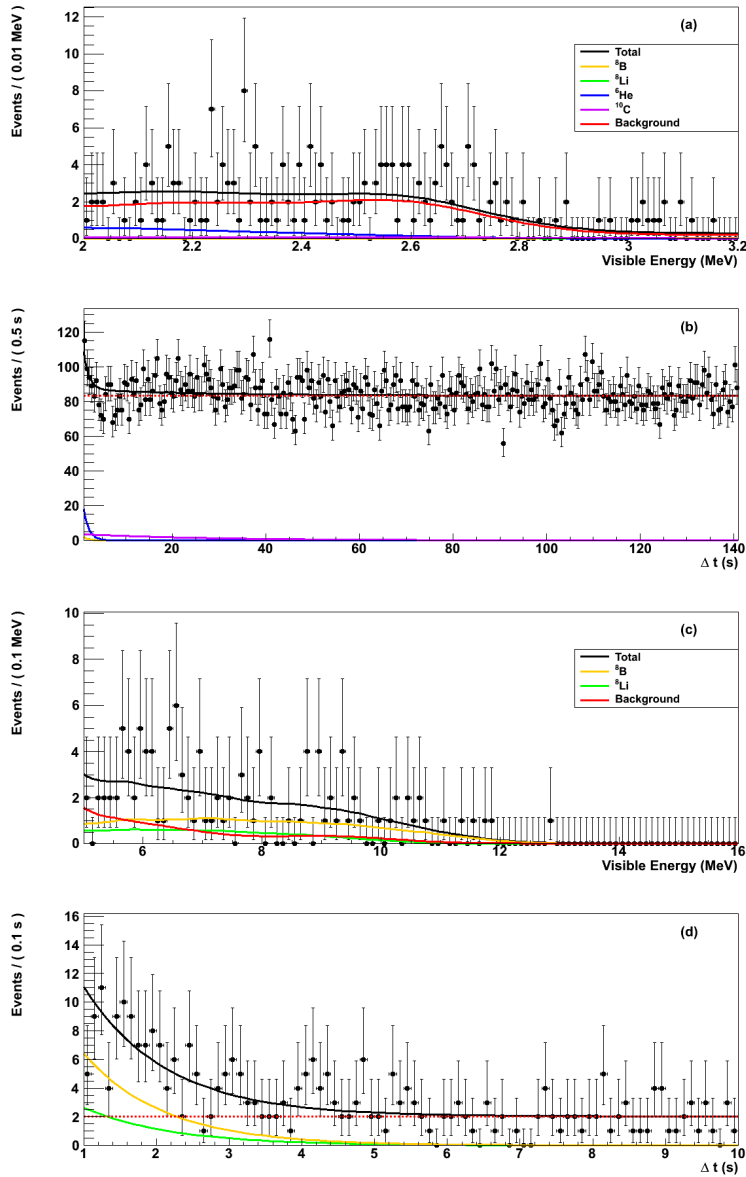 (a)
Events / ( 0.01 MeV )
12
10
8
6
4
2
0
Total
⁸B
⁸Li
⁶He
¹⁰C
Background
2 2.2 2.4 2.6 2.8 3 3.2
Visible Energy (MeV)
(b)
Events / ( 0.5 s )
120
100
80
60
40
20
0
20 40 60 80 100 120 140
Δ t (s)
(c)
Events / ( 0.1 MeV )
10
8
6
4
2
0
Total
⁸B
⁸Li
Background
6 8 10 12 14 16
Visible Energy (MeV)
(d)
Events / ( 0.1 s )
16
14
12
10
8
6
4
2
0
1 2 3 4 5 6 7 8 9 10
Δ t (s)